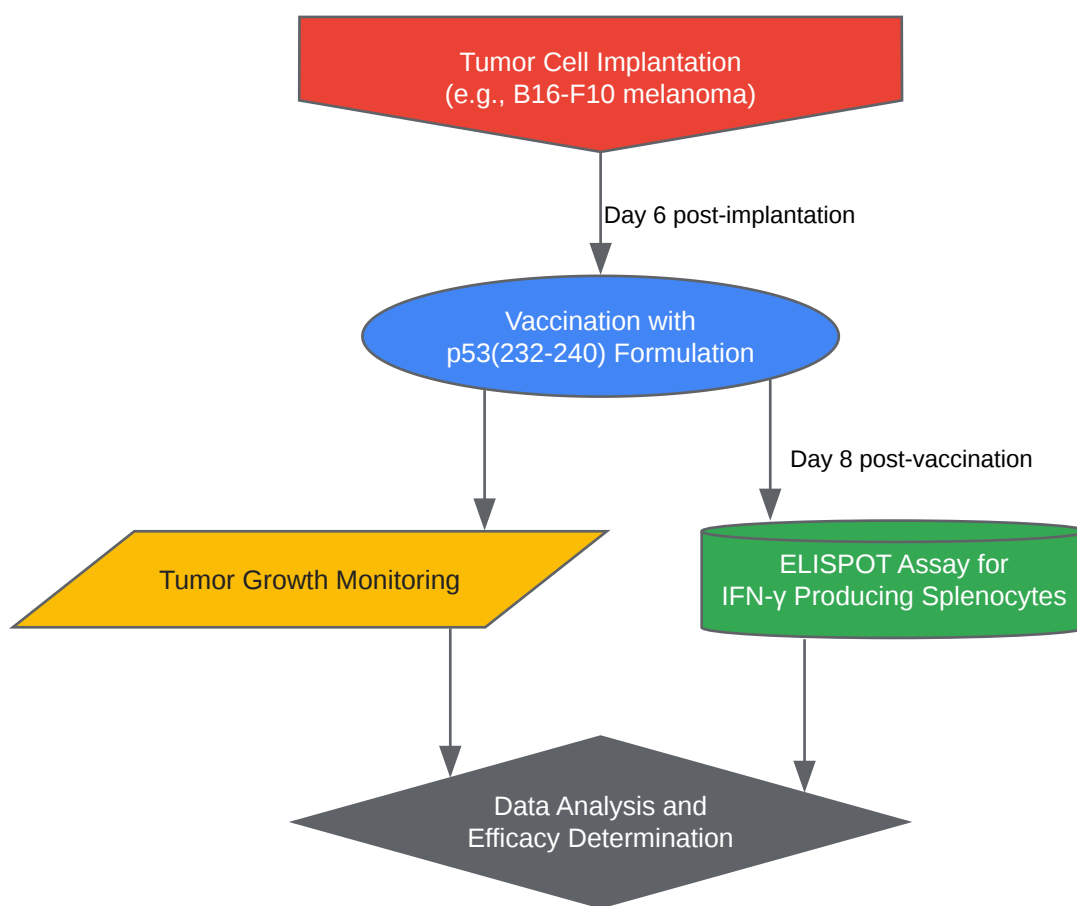 Tumor Cell Implantation
(e.g., B16-F10 melanoma)
Day 6 post-implantation
Vaccination with
p53(232-240) Formulation
Day 8 post-vaccination
Tumor Growth Monitoring
ELISPOT Assay for
IFN-γ Producing Splenocytes
Data Analysis and
Efficacy Determination